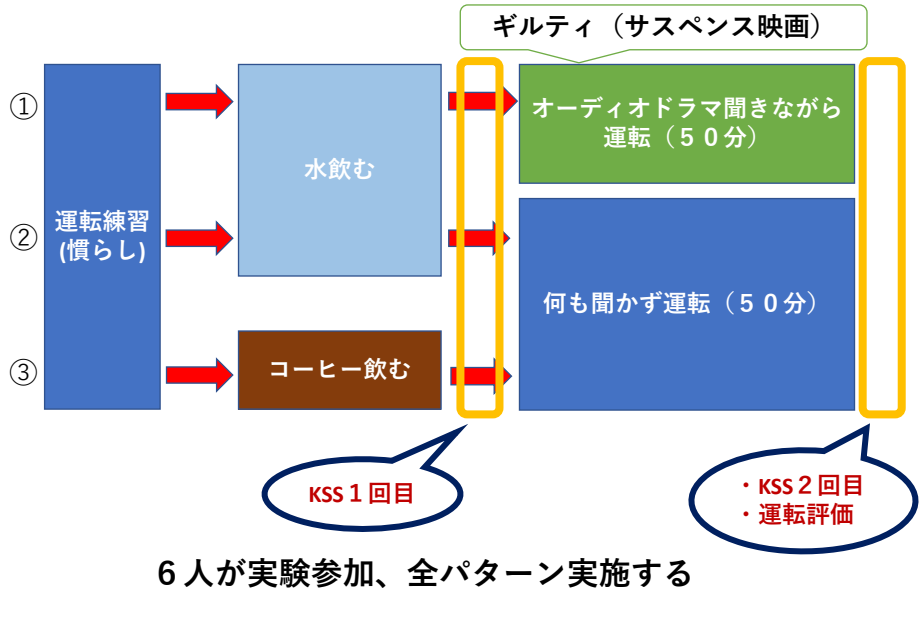 ギルティ（サスペンス映画）
①
②
③
運転練習
(慣らし)
水飲む
コーヒー飲む
オーディオドラマ聞きながら
運転（５０分）
何も聞かず運転（５０分）
KSS１回目
・KSS２回目
・運転評価
６人が実験参加、全パターン実施する